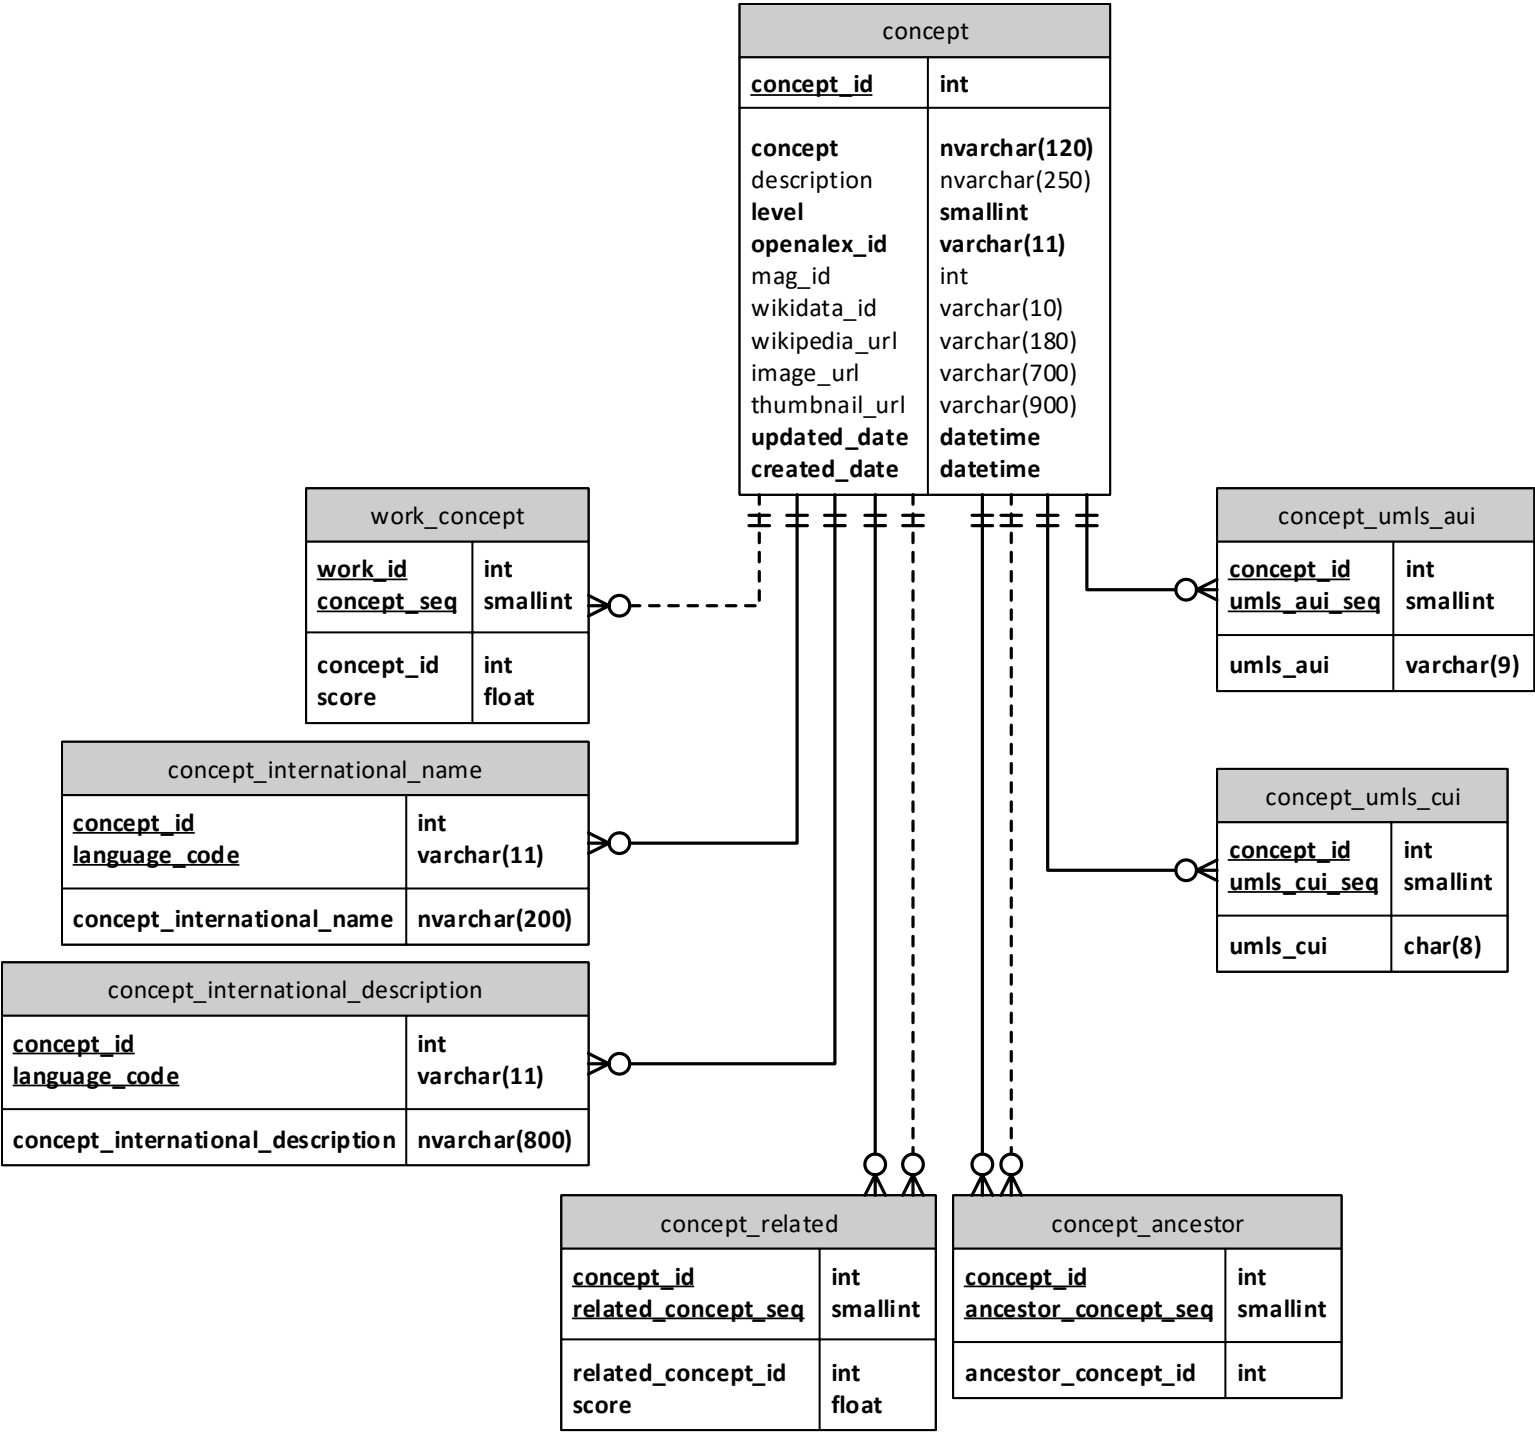 concept
concept_id int
concept nvarchar(120)
description nvarchar(250)
level smallint
openalex_id varchar(11)
mag_id int
wikidata_id varchar(10)
wikipedia_url varchar(180)
image_url varchar(700)
thumbnail_url varchar(900)
updated_date datetime
created_date datetime
work_concept
work_id int
concept_seq smallint
concept_id int
score float
concept_umls_aui
concept_id int
umls_aui_seq smallint
umls_aui varchar(9)
concept_international_name
concept_id int
language_code varchar(11)
concept_international_name nvarchar(200)
concept_umls_cui
concept_id int
umls_cui_seq smallint
umls_cui char(8)
concept_international_description
concept_id int
language_code varchar(11)
concept_international_description nvarchar(800)
concept_related
concept_id int
related_concept_seq smallint
related_concept_id int
score float
concept_ancestor
concept_id int
ancestor_concept_seq smallint
ancestor_concept_id int